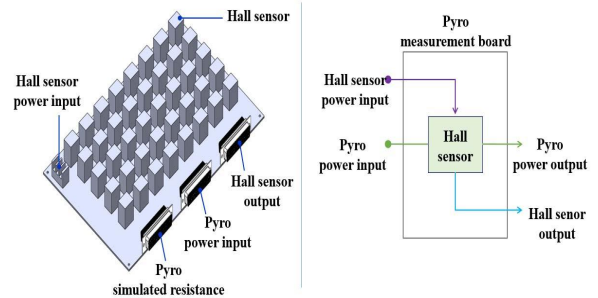 Hall sensor
Hall sensor
power input
Hall sensor
output
Pyro
power input
Pyro
simulated resistance
Pyro
measurement board
Hall sensor
power input
Pyro
power input
Hall
sensor
Pyro
power output
Hall senor
output